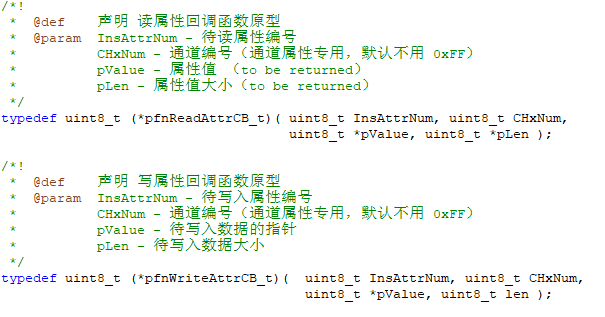 /*!
 *  @def    声明 读属性回调函数原型
 *  @param  InsAttrNum - 待读属性编号
 *          CHxNum - 通道编号（通道属性专用，默认不用 0xFF）
 *          pValue - 属性值 （to be returned）
 *          pLen - 属性值大小（to be returned）
 */
typedef uint8_t (*pfnReadAttrCB_t)( uint8_t InsAttrNum, uint8_t CHxNum,
                                    uint8_t *pValue, uint8_t *pLen );
/*!
 *  @def    声明 写属性回调函数原型
 *  @param  InsAttrNum - 待写入属性编号
 *          CHxNum - 通道编号（通道属性专用，默认不用 0xFF）
 *          pValue - 待写入数据的指针
 *          pLen - 待写入数据大小
 */
typedef uint8_t (*pfnWriteAttrCB_t)(  uint8_t InsAttrNum, uint8_t CHxNum,
                                      uint8_t *pValue, uint8_t len );